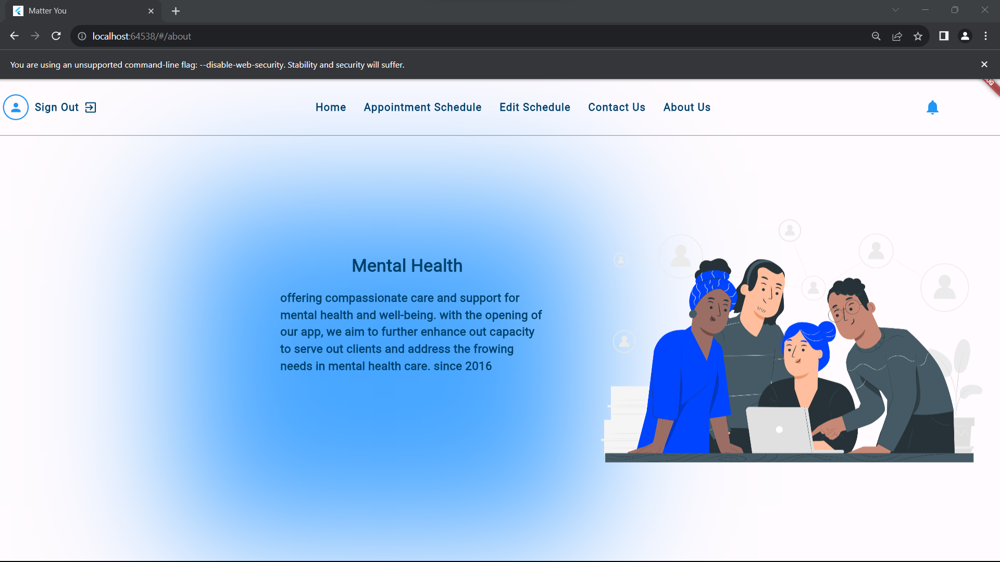 Matter You
localhost:64538/#/about
You are using an unsupported command-line flag: --disable-web-security. Stability and security will suffer.
Sign Out
Home
Appointment Schedule
Edit Schedule
Contact Us
About Us
Mental Health
offering compassionate care and support for
mental health and well-being. with the opening of
our app, we aim to further enhance out capacity
to serve out clients and address the frowing
needs in mental health care. since 2016